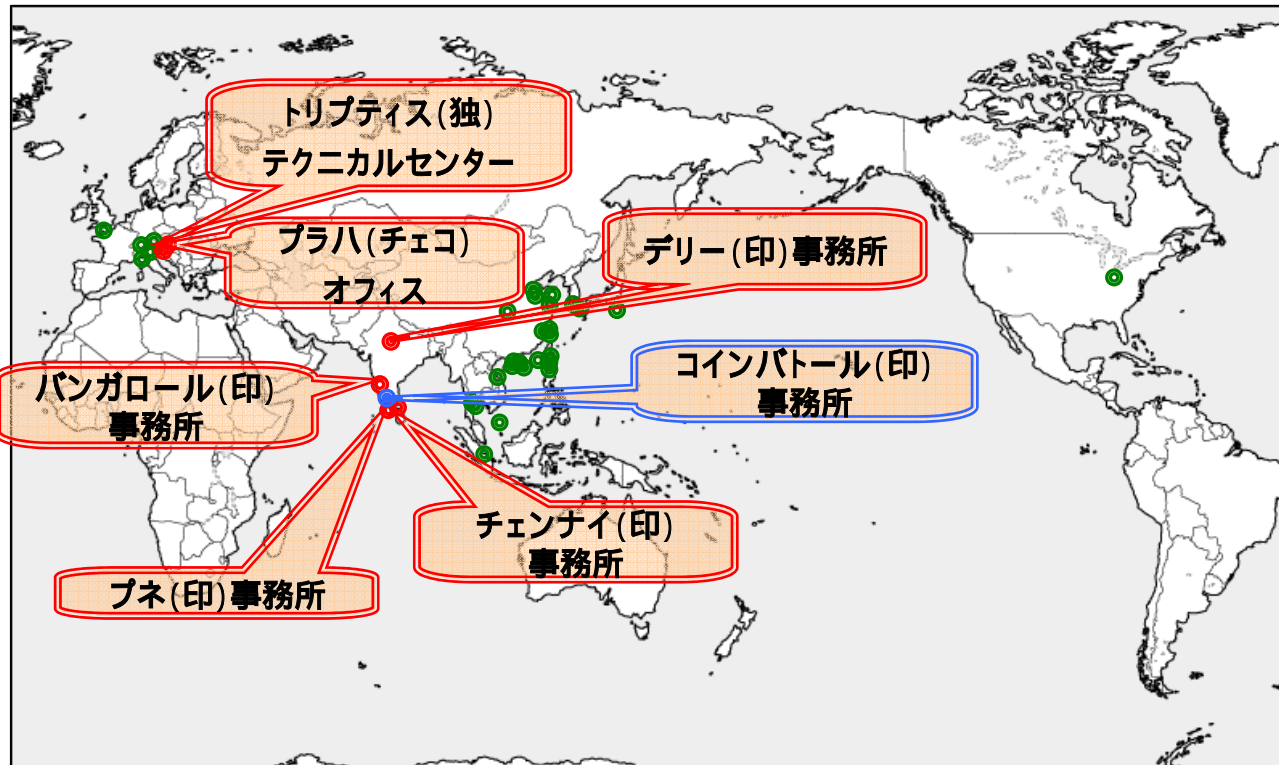 トリプティス(独)
テクニカルセンター
プラハ(チェコ)
オフィス
デリー(印)事務所
バンガロール(印)
事務所
コインバトール(印)
事務所
チェンナイ(印)
事務所
プネ(印)事務所